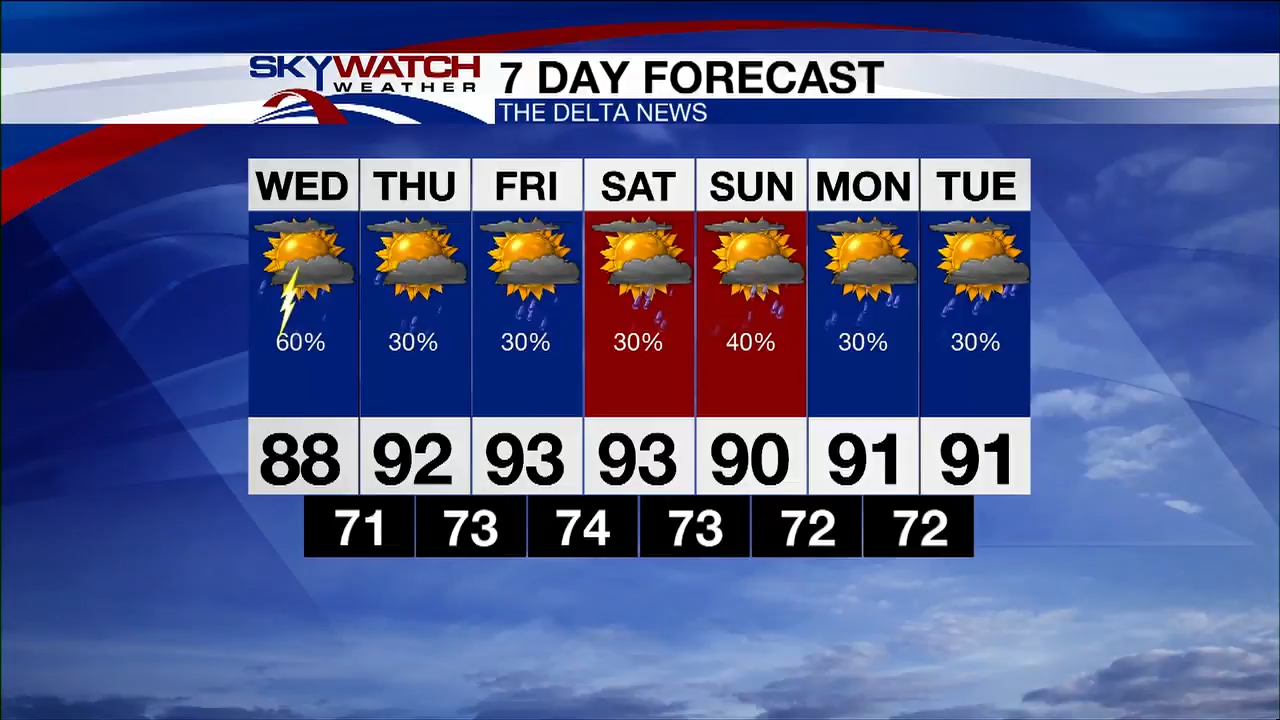 SKYWATCH
WEATHER
7 DAY FORECAST
THE DELTA NEWS
WED THU FRI SAT SUN MON TUE
60% 30% 30% 30% 40% 30% 30%
88 92 93 93 90 91 91
71 73 74 73 72 72